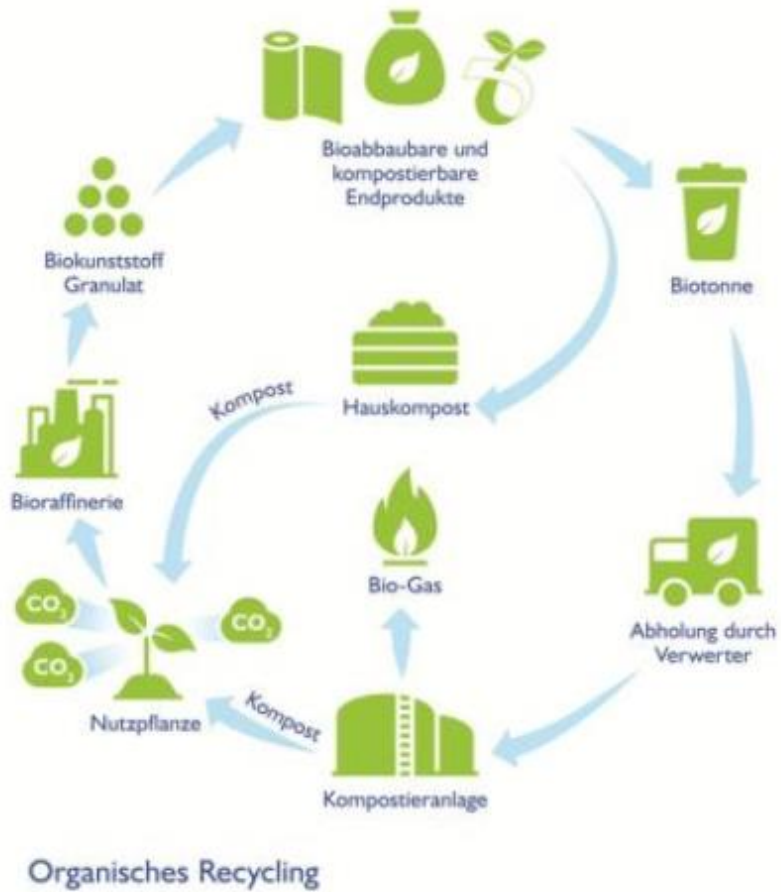 Bioabbaubare und
kompostierbare
Endprodukte
Biokunststoff
Granulat
Biotonne
Hauskompost
Kompost
Bioraffinerie
Bio-Gas
CO₂
CO₂
CO₂
Abholung durch
Verwerter
Nutzpflanze
Kompost
Kompostieranlage
Organisches Recycling